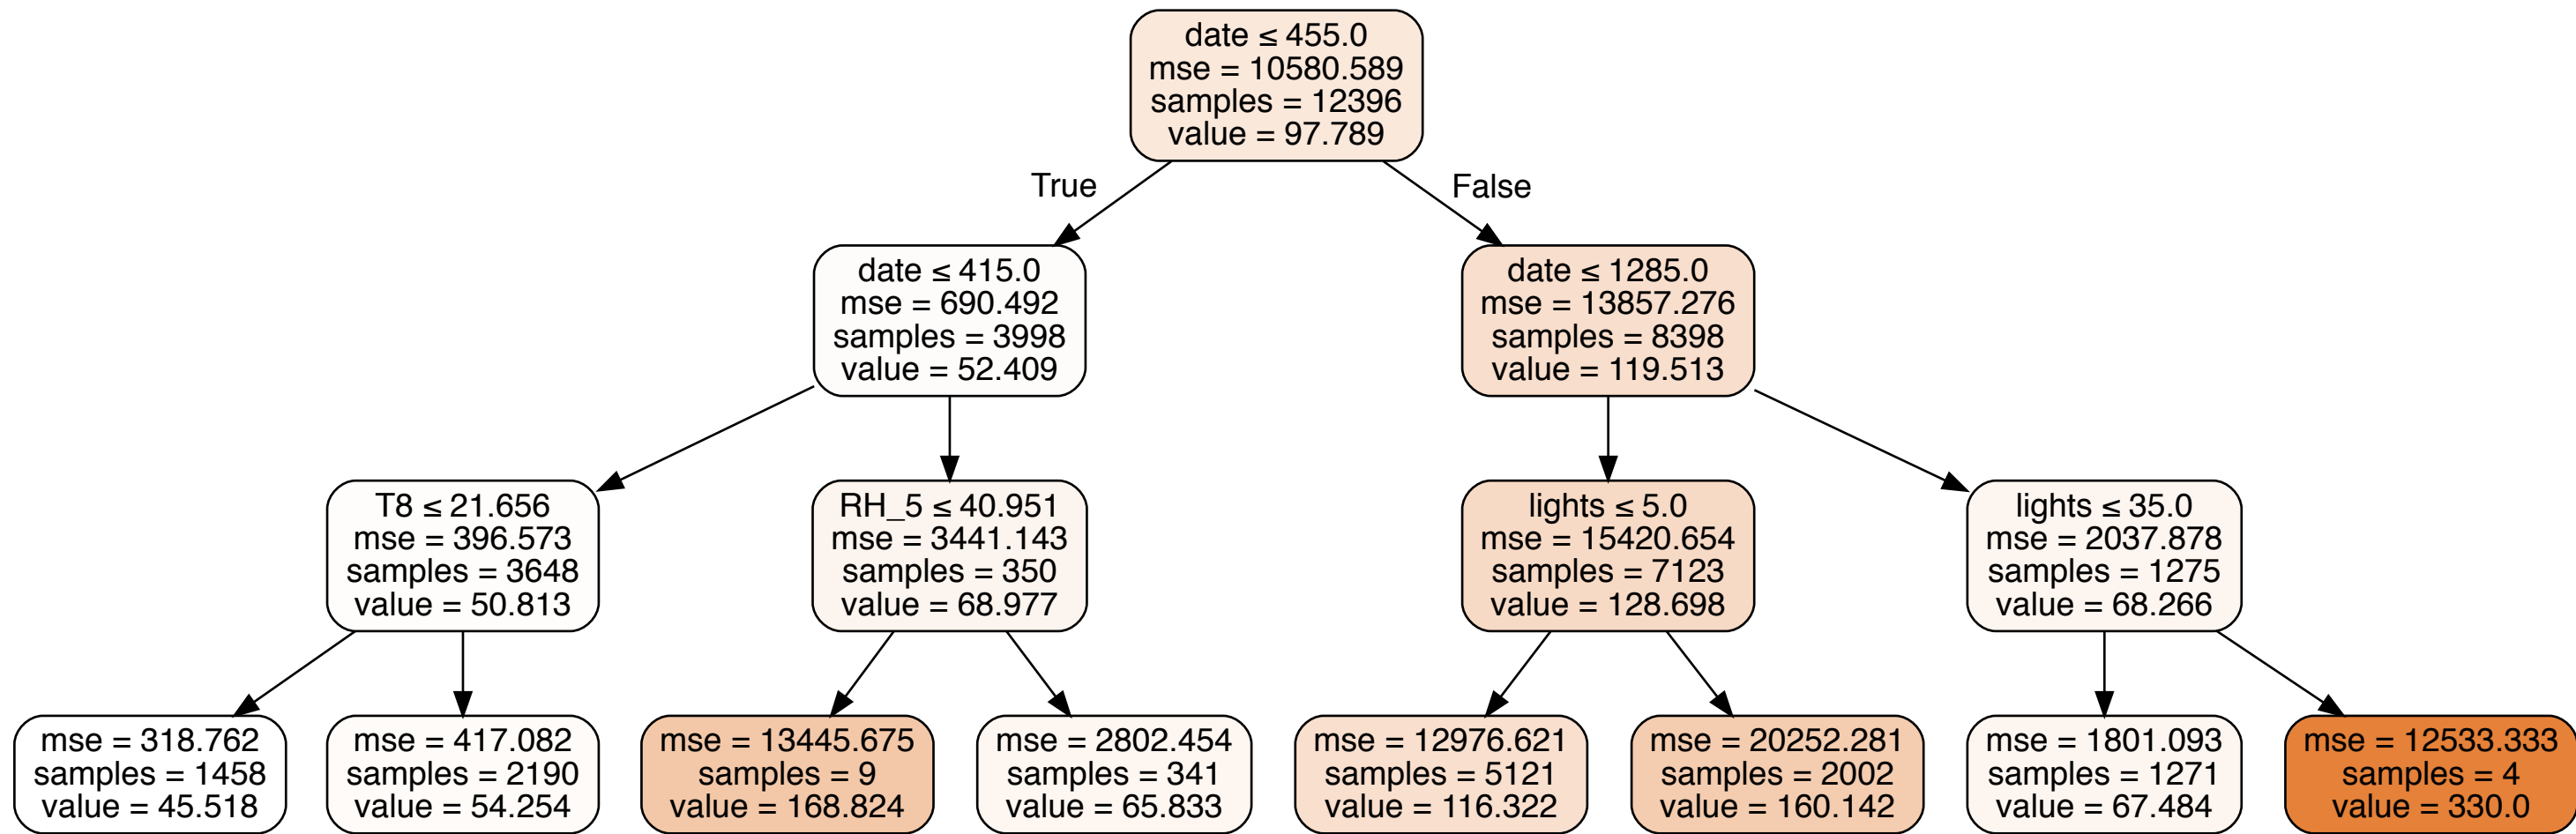 date ≤ 455.0
mse = 10580.589
samples = 12396
value = 97.789
True
False
date ≤ 415.0
mse = 690.492
samples = 3998
value = 52.409
date ≤ 1285.0
mse = 13857.276
samples = 8398
value = 119.513
T8 ≤ 21.656
mse = 396.573
samples = 3648
value = 50.813
RH_5 ≤ 40.951
mse = 3441.143
samples = 350
value = 68.977
lights ≤ 5.0
mse = 15420.654
samples = 7123
value = 128.698
lights ≤ 35.0
mse = 2037.878
samples = 1275
value = 68.266
mse = 318.762
samples = 1458
value = 45.518
mse = 417.082
samples = 2190
value = 54.254
mse = 13445.675
samples = 9
value = 168.824
mse = 2802.454
samples = 341
value = 65.833
mse = 12976.621
samples = 5121
value = 116.322
mse = 20252.281
samples = 2002
value = 160.142
mse = 1801.093
samples = 1271
value = 67.484
mse = 12533.333
samples = 4
value = 330.0